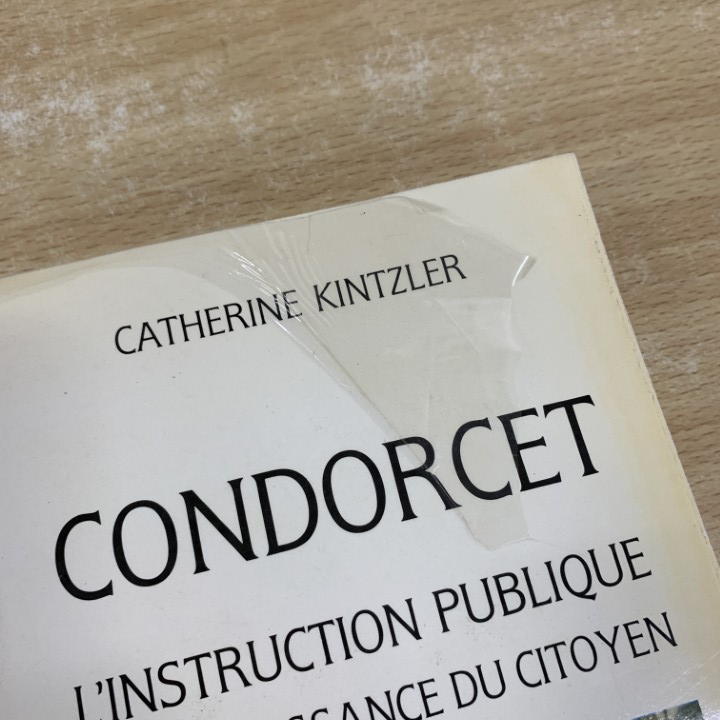 CATHERINE KINTZLER
CONDORCET
L'INSTRUCTION PUBLIQUE
DU CITOYEN